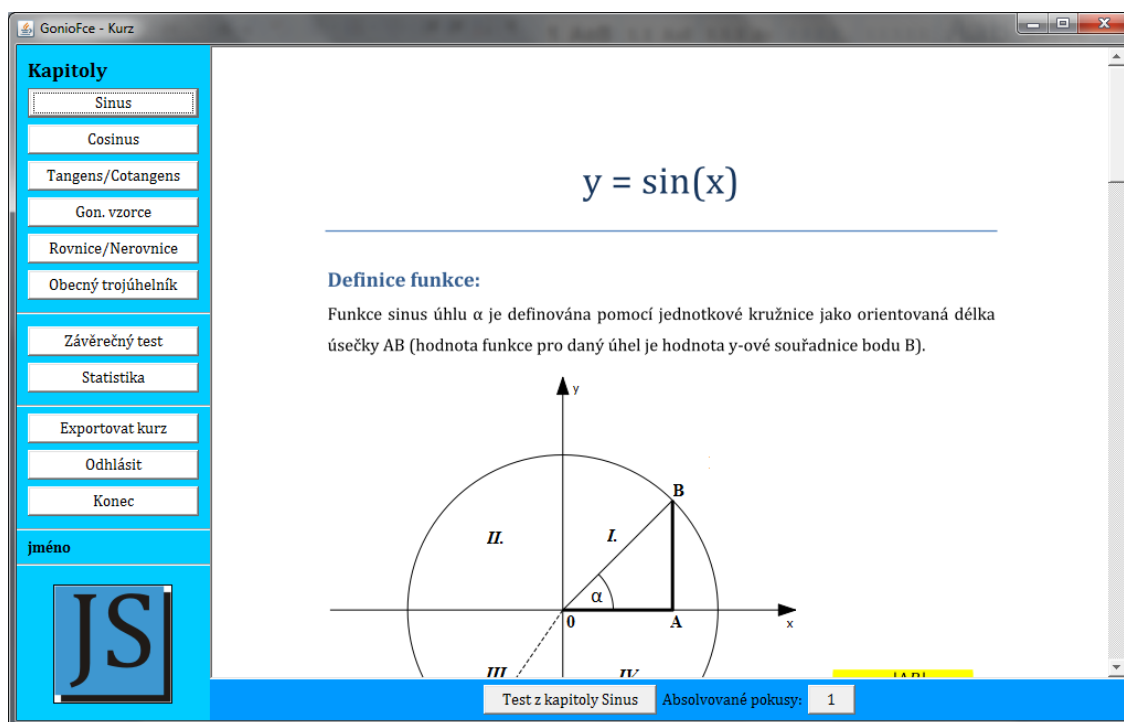 GonioFce - Kurz
Kapitoly
Sinus
Cosinus
Tangens/Cotangens
Gon. vzorce
Rovnice/Nerovnice
Obecný trojúhelník
Závěrečný test
Statistika
Exportovat kurz
Odhlásit
Konec
jméno
JS
y = sin(x)
Definice funkce:
Funkce sinus úhlu α je definována pomocí jednotkové kružnice jako orientovaná délka
úsečky AB (hodnota funkce pro daný úhel je hodnota y-ové souřadnice bodu B).
y
B
II.
I.
α
0
A
x
III.
IV.
|AB|
Test z kapitoly Sinus
Absolvované pokusy:
1